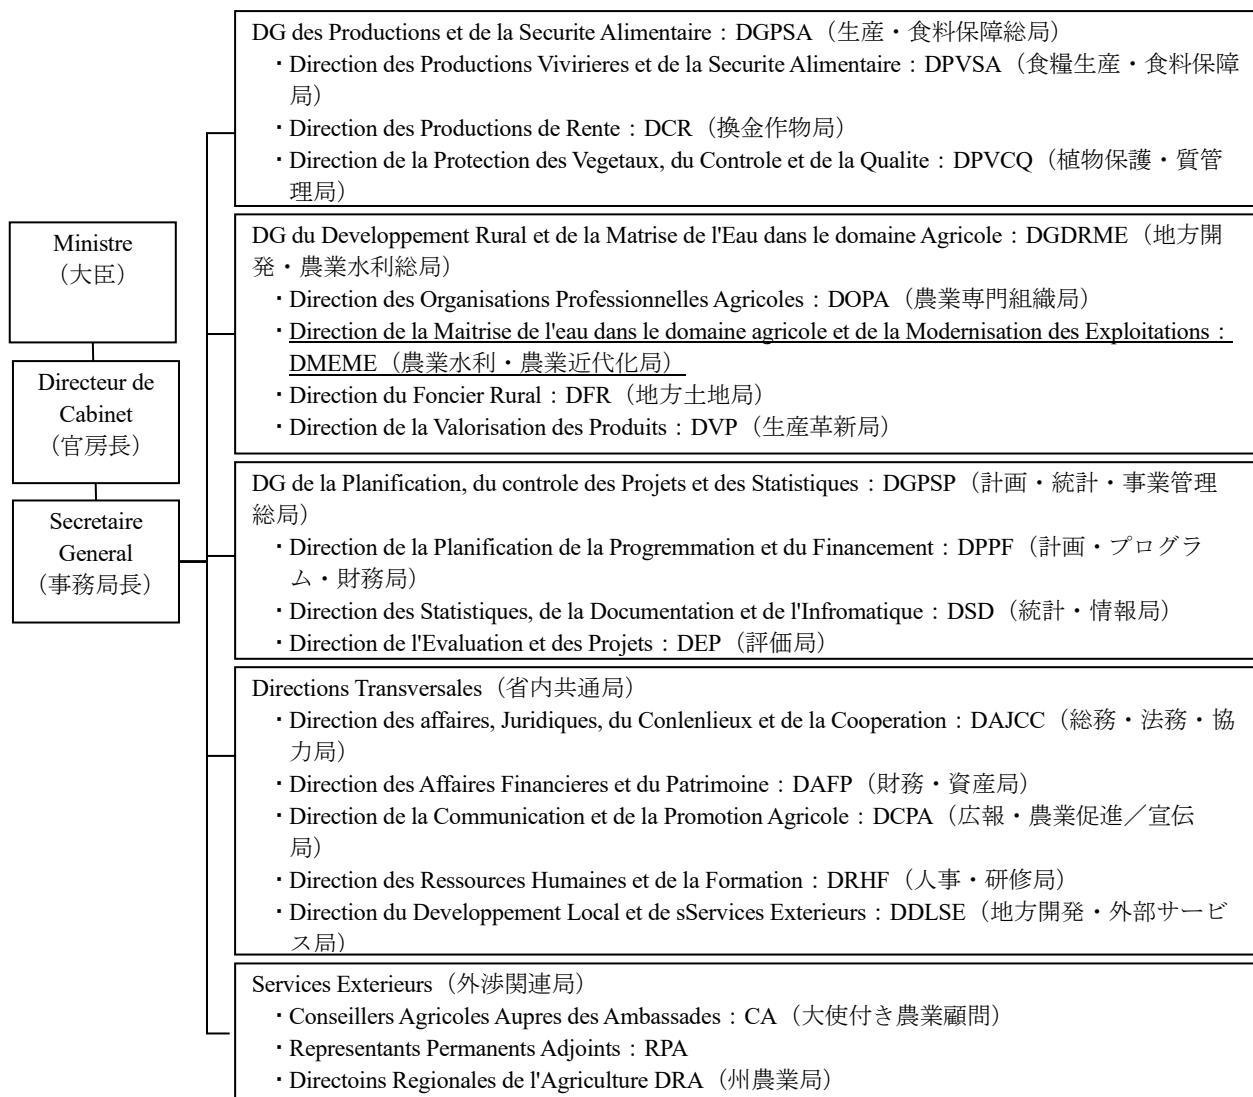 Ministre
（大臣）
Directeur de
Cabinet
（官房長）
Secretaire
General
（事務局長）
DG des Productions et de la Securite Alimentaire：DGPSA（生産・食料保障総局）
・Direction des Productions Vivirieres et de la Securite Alimentaire：DPVSA（食糧生産・食料保障
局）
・Direction des Productions de Rente：DCR（換金作物局）
・Direction de la Protection des Vegetaux, du Controle et de la Qualite：DPVCQ（植物保護・質管
理局）
DG du Developpement Rural et de la Matrise de l'Eau dans le domaine Agricole：DGDRME（地方開
発・農業水利総局）
・Direction des Organisations Professionnelles Agricoles：DOPA（農業専門組織局）
・Direction de la Maitrise de l'eau dans le domaine agricole et de la Modernisation des Exploitations：
DMEME（農業水利・農業近代化局）
・Direction du Foncier Rural：DFR（地方土地局）
・Direction de la Valorisation des Produits：DVP（生産革新局）
DG de la Planification, du controle des Projets et des Statistiques：DGPSP（計画・統計・事業管理
総局）
・Direction de la Planification de la Progremmation et du Financement：DPPF（計画・プログラ
ム・財務局）
・Direction des Statistiques, de la Documentation et de l'Infromatique：DSD（統計・情報局）
・Direction de l'Evaluation et des Projets：DEP（評価局）
Directions Transversales（省内共通局）
・Direction des affaires, Juridiques, du Conlenlieux et de la Cooperation：DAJCC（総務・法務・協
力局）
・Direction des Affaires Financieres et du Patrimoine：DAFP（財務・資産局）
・Direction de la Communication et de la Promotion Agricole：DCPA（広報・農業促進／宣伝
局）
・Direction des Ressources Humaines et de la Formation：DRHF（人事・研修局）
・Direction du Developpement Local et de sServices Exterieurs：DDLSE（地方開発・外部サービ
ス局）
Services Exterieurs（外渉関連局）
・Conseillers Agricoles Aupres des Ambassades：CA（大使付き農業顧問）
・Representants Permanents Adjoints：RPA
・Directoins Regionales de l'Agriculture DRA（州農業局）